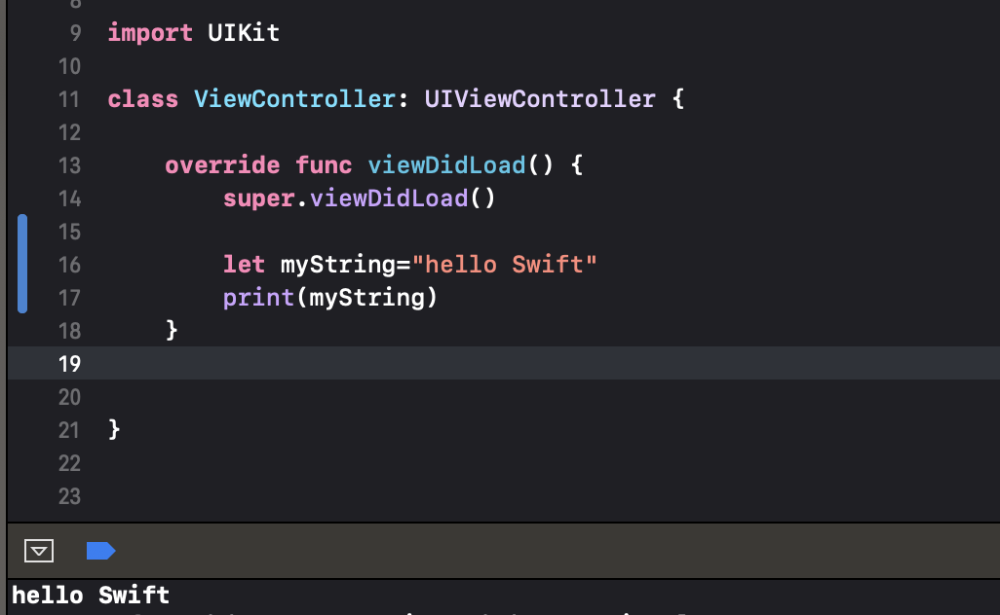 9 import UIKit
10
11 class ViewController: UIViewController {
12
13     override func viewDidLoad() {
14         super.viewDidLoad()
15
16         let myString="hello Swift"
17         print(myString)
18     }
19
20
21 }
22
23
hello Swift